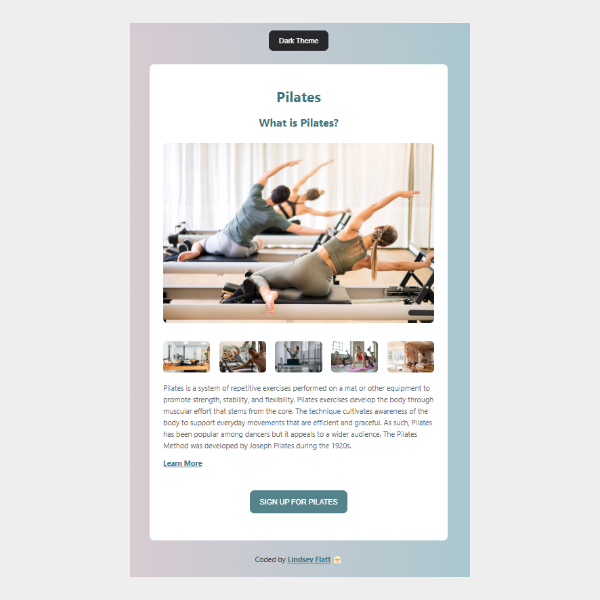 Dark Theme
Pilates
What is Pilates?
Pilates is a system of repetitive exercises performed on a mat or other equipment to
promote strength, stability, and flexibility. Pilates exercises develop the body through
muscular effort that stems from the core. The technique cultivates awareness of the
body to support everyday movements that are efficient and graceful. As such, Pilates
has been popular among dancers but it appeals to a wider audience. The Pilates
Method was developed by Joseph Pilates during the 1920s.
Learn More
SIGN UP FOR PILATES
Coded by Lindsey Flatt